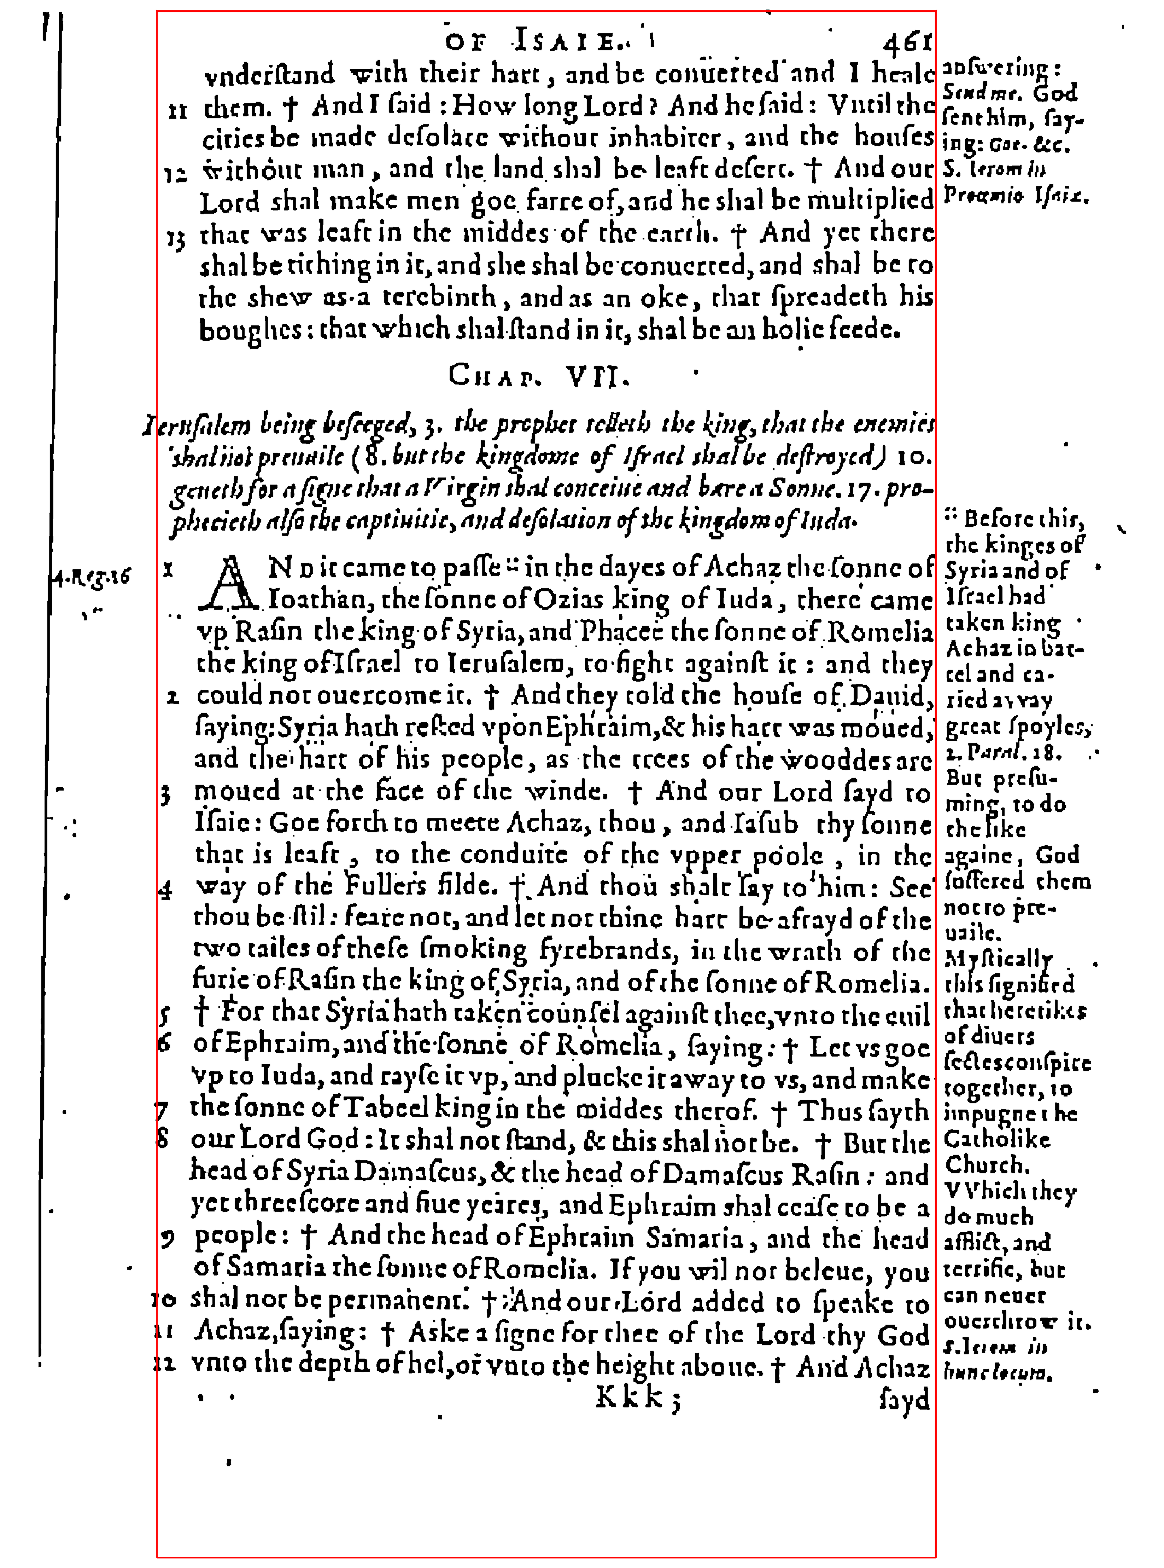 OF ISAIE. 461
vnderſtand with their hart, and be conuerted and I heale
11 them. † And I ſaid : How long Lord? And he ſaid : Vntil the
cities be made deſolate without inhabiter, and the houſes
12 without man, and the land shal be leaft deſert. † And our
Lord shal make men goe farre of, and he shal be multiplied
13 that was leaft in the middes of the earth. † And yet there
shal be tithing in it, and she shal be conuerted, and shal be to
the shew as a terebinth, and as an oke, that ſpreadeth his
boughes : that which shal ſtand in it, shal be an holie ſeede.
CHAP. VII.
Ieruſalem being beſeeged, 3. the prophet telleth the king, that the enemies
shal not preuaile (8. but the kingdome of Iſrael shal be deſtroyed) 10.
geueth for a ſigne that a Virgin shal conceiue and bare a Sonne. 17. pro-
phecieth alſo the captiuitie, and deſolation of the kingdom of Iuda.
1 AND it came to paſſe :: in the dayes of Achaz the ſonne of
Ioathan, the ſonne of Ozias king of Iuda, there came
vp Raſin the king of Syria, and Phacee the ſonne of Romelia
the king of Iſrael to Ieruſalem, to fight againſt it : and they
2 could not ouercome it. † And they told the houſe of Dauid,
ſaying: Syria hath reſted vpon Ephraim, & his hart was moued,
and the hart of his people, as the trees of the wooddes are
3 moued at the face of the winde. † And our Lord ſayd to
Iſaie: Goe forth to meete Achaz, thou, and Iaſub thy ſonne
that is leaft, to the conduite of the vpper poole, in the
4 way of the Fullers filde. † And thou shalt ſay to him: See
thou be ſtil: feare not, and let not thine hart be afrayd of the
two tailes of theſe ſmoking fyrebrands, in the wrath of the
furie of Raſin the king of Syria, and of the ſonne of Romelia.
5 † For that Syria hath taken counſel againſt thee, vnto the euil
6 of Ephraim, and the ſonne of Romelia, ſaying: † Let vs goe
vp to Iuda, and rayſe it vp, and plucke it away to vs, and make
7 the ſonne of Tabeel king in the middes therof. † Thus ſayth
8 our Lord God : It shal not ſtand, & this shal not be. † But the
head of Syria Damaſcus, & the head of Damaſcus Raſin : and
yet threeſcore and fiue yeares, and Ephraim shal ceaſe to be a
9 people: † And the head of Ephraim Samaria, and the head
of Samaria the ſonne of Romelia. If you wil not beleue, you
10 shal not be permanent. † And our Lord added to ſpeake to
11 Achaz, ſaying: † Aske a ſigne for thee of the Lord thy God
12 vnto the depth of hel, or vnto the height aboue. † And Achaz
Kkk 3 ſayd
4. Reg. 16
anſwering:
Send me. God
ſent him, ſay-
ing: Goe. &c.
S. Ierom in
Proœmio Iſaiæ.
:: Before this,
the kinges of
Syria and of
Iſrael had
taken king
Achaz in bat-
tel and ca-
ried away
great ſpoyles,
2. Paral. 18.
But preſu-
ming, to do
the like
againe, God
ſuffered them
not to pre-
uaile.
Myſtically
this ſignified
that heretikes
of diuers
ſectes conſpire
together, to
impugne the
Catholike
Church.
VVhich they
do much
afflict, and
terrifie, but
can neuer
ouerthrow it.
S. Ierom in
hunc locum.